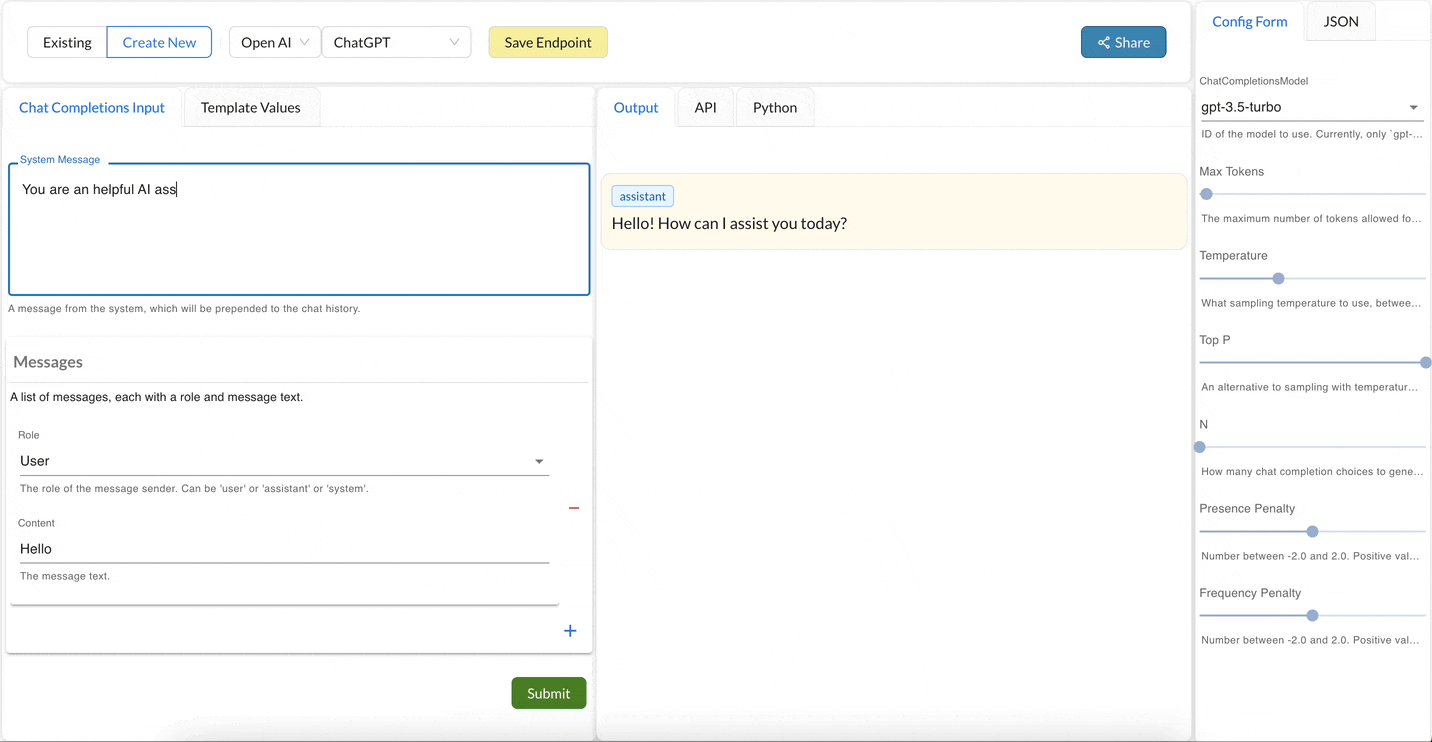 Existing Create New Open AI ChatGPT Save Endpoint Share
Config Form JSON
Chat Completions Input Template Values
System Message
You are an helpful AI ass
A message from the system, which will be prepended to the chat history.
Messages
A list of messages, each with a role and message text.
Role
User
The role of the message sender. Can be 'user' or 'assistant' or 'system'.
Content
Hello
The message text.
Submit
Output API Python
assistant
Hello! How can I assist you today?
ChatCompletionsModel
gpt-3.5-turbo
ID of the model to use. Currently, only `gpt-...
Max Tokens
The maximum number of tokens allowed fo...
Temperature
What sampling temperature to use, betwee...
Top P
An alternative to sampling with temperatur...
N
How many chat completion choices to gene...
Presence Penalty
Number between -2.0 and 2.0. Positive val...
Frequency Penalty
Number between -2.0 and 2.0. Positive val...